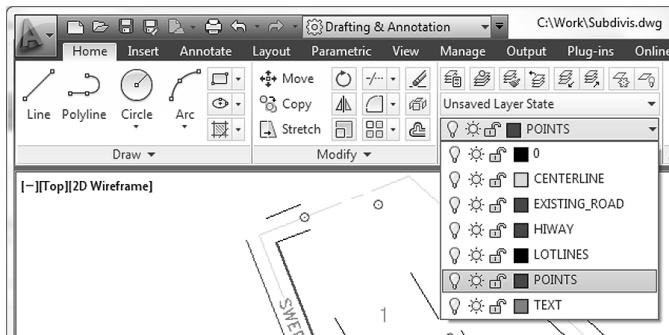 Drafting & Annotation
C:\Work\Subdivis.dwg
Home Insert Annotate Layout Parametric View Manage Output Plug-ins Online
Line Polyline Circle Arc
Move
Copy
Stretch
Unsaved Layer State
POINTS
Draw
Modify
0
CENTERLINE
EXISTING_ROAD
HIWAY
LOTLINES
POINTS
TEXT
[−][Top][2D Wireframe]
1